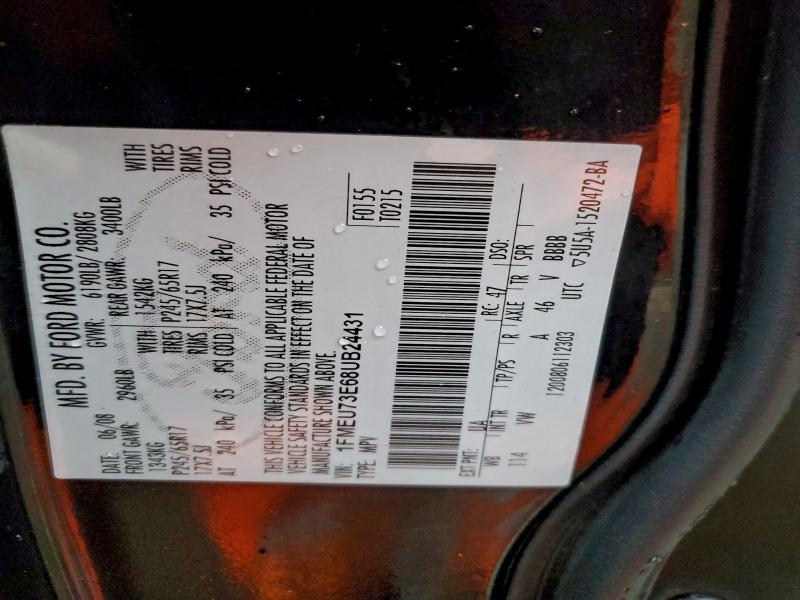 MFD. BY FORD MOTOR CO.
DATE: 06/08 GVWR: 6190LB/ 2808KG
FRONT GAWR: 2960LB REAR GAWR: 3400LB
1343KG WITH 1542KG WITH
P245/65R17 TIRES P245/65R17 TIRES
17X7.5J RIMS 17X7.5J RIMS
AT 240 kPa/ 35 PSI COLD AT 240 kPa/ 35 PSI COLD
THIS VEHICLE CONFORMS TO ALL APPLICABLE FEDERAL MOTOR
VEHICLE SAFETY STANDARDS IN EFFECT ON THE DATE OF
MANUFACTURE SHOWN ABOVE.
VIN: 1FMEU73E68UB24431 F0155
TYPE: MPV T0215
EXT PNT: UA RC: 47 DSO:
WB INT TR TP/PS R AXLE TR SPR
114 VW A 46 V BBBB
1200806112303 UTC ▽5U5A-1520472-BA